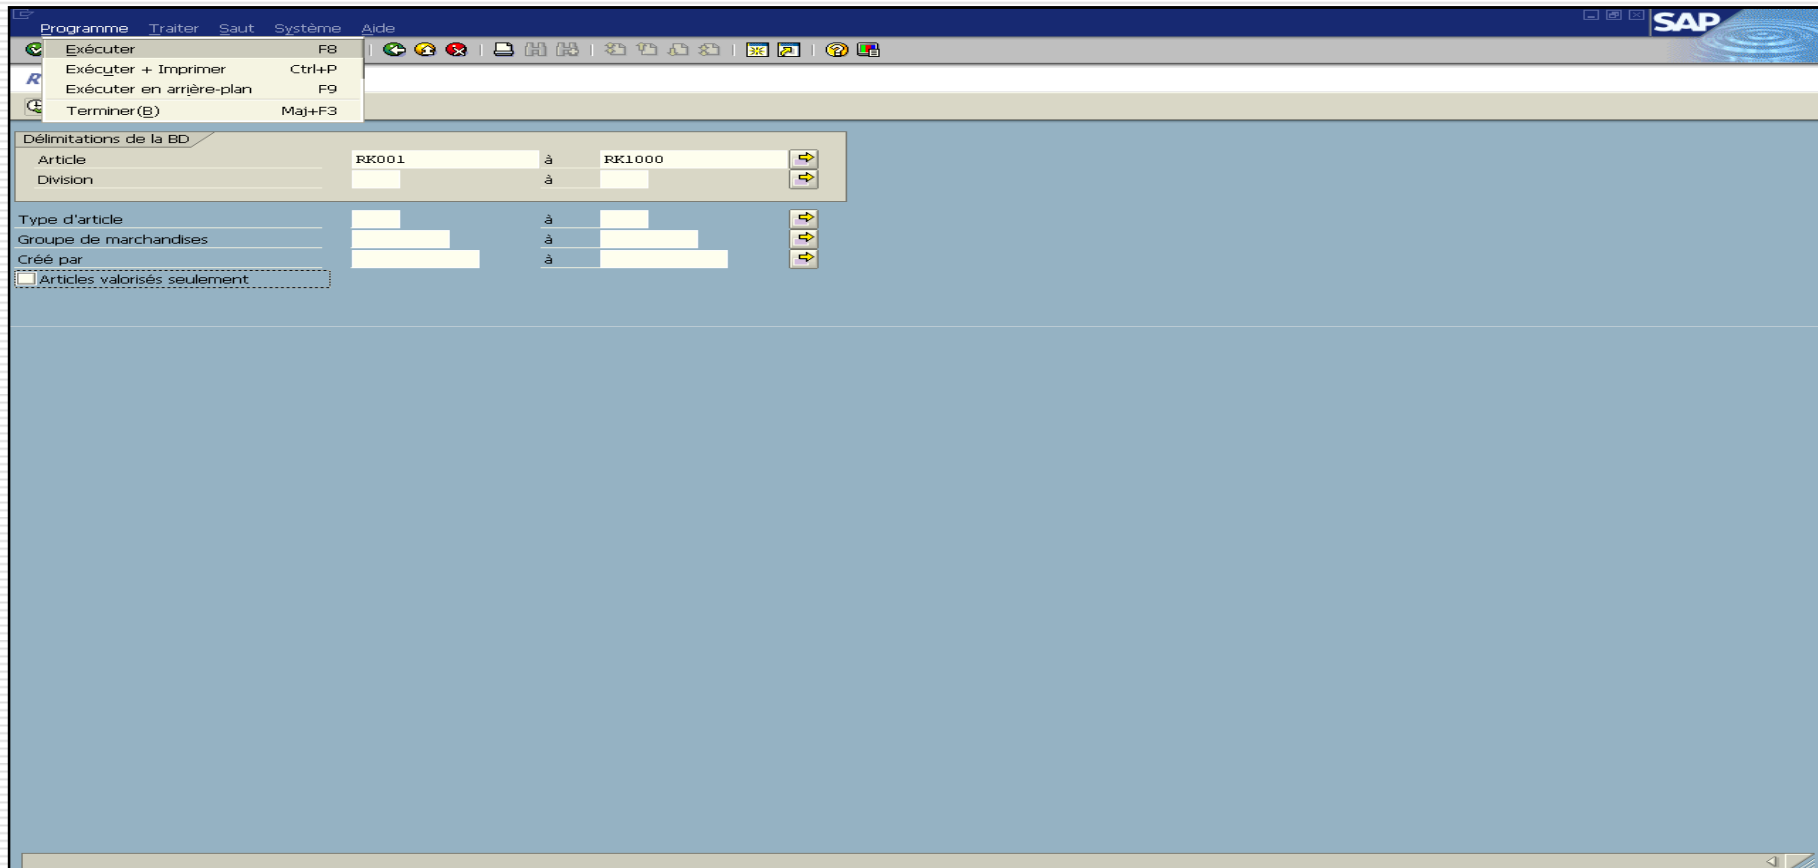 SAP
Programme Traiter Saut Système Aide
Exécuter F8
Exécuter + Imprimer Ctrl+P
R
Exécuter en arrière-plan F9
Terminer(B) Maj+F3
Délimitations de la BD
Article RK001 à RK1000
Division à
Type d'article à
Groupe de marchandises à
Créé par à
Articles valorisés seulement